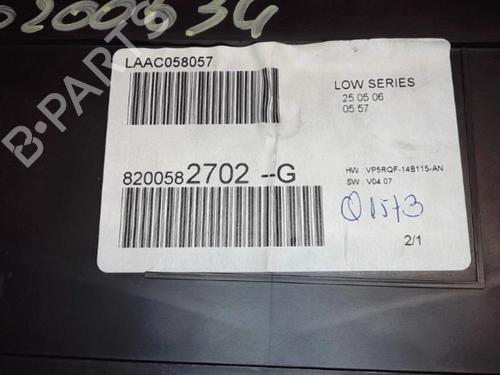 LAAC058057
LOW SERIES
25 05 06
05 57
8200582702 --G
HW : VP5RQF-14B115-AN
SW : V04 07
Q1573
2/1
B-PARTS